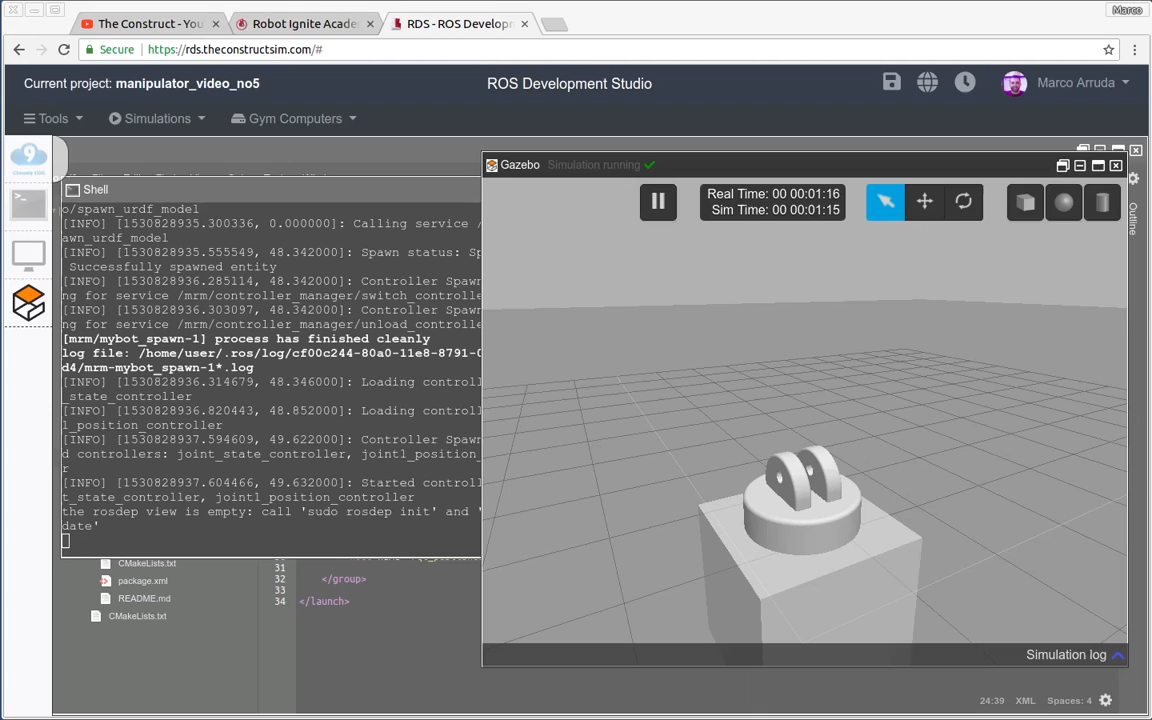 Marco
The Construct - You
Robot Ignite Acade
RDS - ROS Develop
Secure
https://rds.theconstructsim.com/#
Current project: manipulator_video_no5
ROS Development Studio
Marco Arruda
Tools
Simulations
Gym Computers
Shell
o/spawn_urdf_model
[INFO] [1530828935.300336, 0.000000]: Calling service /
awn_urdf_model
[INFO] [1530828935.555549, 48.342000]: Spawn status: Sp
Successfully spawned entity
[INFO] [1530828936.285114, 48.342000]: Controller Spawn
ng for service /mrm/controller_manager/switch_controlle
[INFO] [1530828936.303097, 48.342000]: Controller Spawn
ng for service /mrm/controller_manager/unload_controlle
[mrm/mybot_spawn-1] process has finished cleanly
log file: /home/user/.ros/log/cf00c244-80a0-11e8-8791-0
d4/mrm-mybot_spawn-1*.log
[INFO] [1530828936.314679, 48.346000]: Loading controll
_state_controller
[INFO] [1530828936.820443, 48.852000]: Loading controll
1_position_controller
[INFO] [1530828937.594609, 49.622000]: Controller Spawn
d controllers: joint_state_controller, joint1_position_
r
[INFO] [1530828937.604466, 49.632000]: Started controll
t_state_controller, joint1_position_controller
the rosdep view is empty: call 'sudo rosdep init' and '
date'
Gazebo
Simulation running
Real Time: 00 00:01:16
Sim Time: 00 00:01:15
Outline
Simulation log
CMakeLists.txt
package.xml
README.md
CMakeLists.txt
31
32 </group>
33
34 </launch>
24:39 XML Spaces: 4